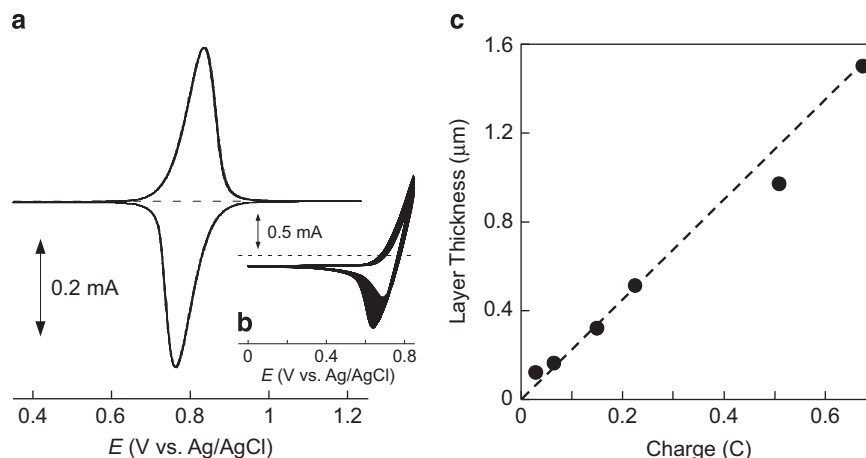 a
0.2 mA
0.4 0.6 0.8 1 1.2
E (V vs. Ag/AgCl)
0.5 mA
b
0 0.4 0.8
E (V vs. Ag/AgCl)
c
Layer Thickness (μm)
1.6
1.2
0.8
0.4
0
0 0.2 0.4 0.6
Charge (C)